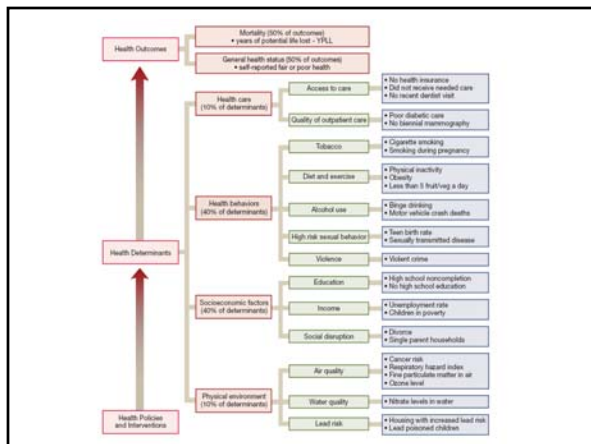 Mortality (50% of outcomes)
• years of potential life lost – YPLL
Health Outcomes
General health status (50% of outcomes)
• self-reported fair or poor health
Health care
(10% of determinants)
Access to care
• No health insurance
• Did not receive needed care
• No recent dentist visit
Quality of outpatient care
• Poor diabetic care
• No biennial mammography
Health behaviors
(40% of determinants)
Tobacco
• Cigarette smoking
• Smoking during pregnancy
Diet and exercise
• Physical inactivity
• Obesity
• Less than 5 fruit/veg a day
Alcohol use
• Binge drinking
• Motor vehicle crash deaths
High risk sexual behavior
• Teen birth rate
• Sexually transmitted disease
Violence
• Violent crime
Health Determinants
Socioeconomic factors
(40% of determinants)
Education
• High school noncompletion
• No high school education
Income
• Unemployment rate
• Children in poverty
Social disruption
• Divorce
• Single parent households
Physical environment
(10% of determinants)
Air quality
• Cancer risk
• Respiratory hazard index
• Fine particulate matter in air
• Ozone level
Water quality
• Nitrate levels in water
Lead risk
• Housing with increased lead risk
• Lead poisoned children
Health Policies
and Interventions